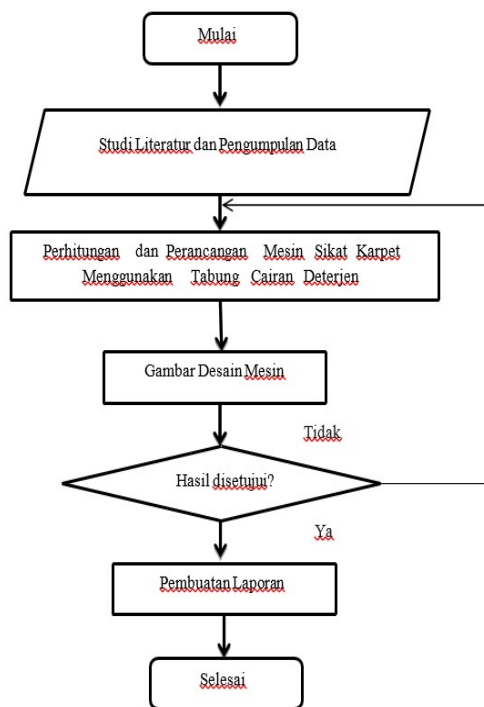 Mulai
Studi Literatur dan Pengumpulan Data
Perhitungan dan Perancangan Mesin Sikat Karpet
Menggunakan Tabung Cairan Deterjen
Gambar Desain Mesin
Tidak
Hasil disetujui?
Ya
Pembuatan Laporan
Selesai